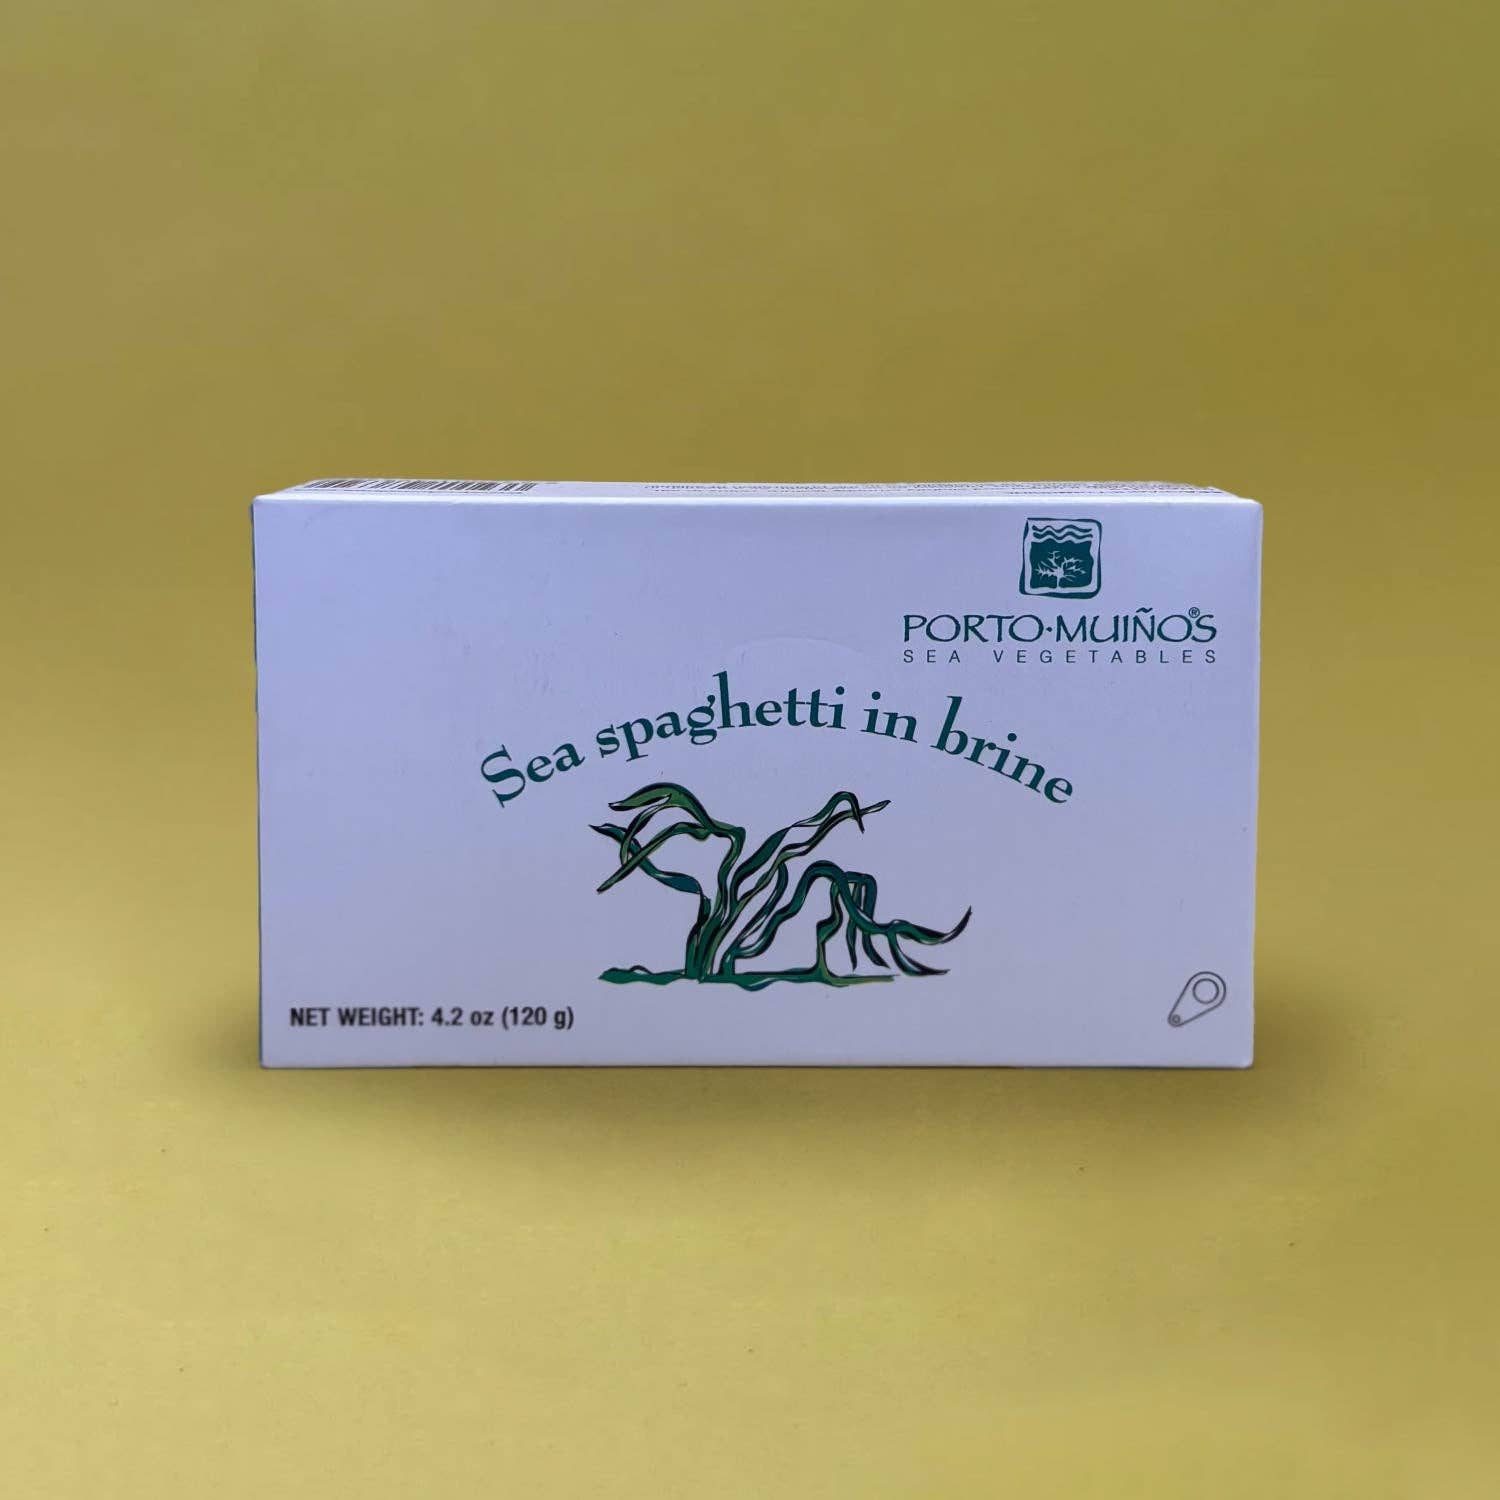 PORTO·MUIÑOS®
SEA VEGETABLES
Sea spaghetti in brine
NET WEIGHT: 4.2 oz (120 g)